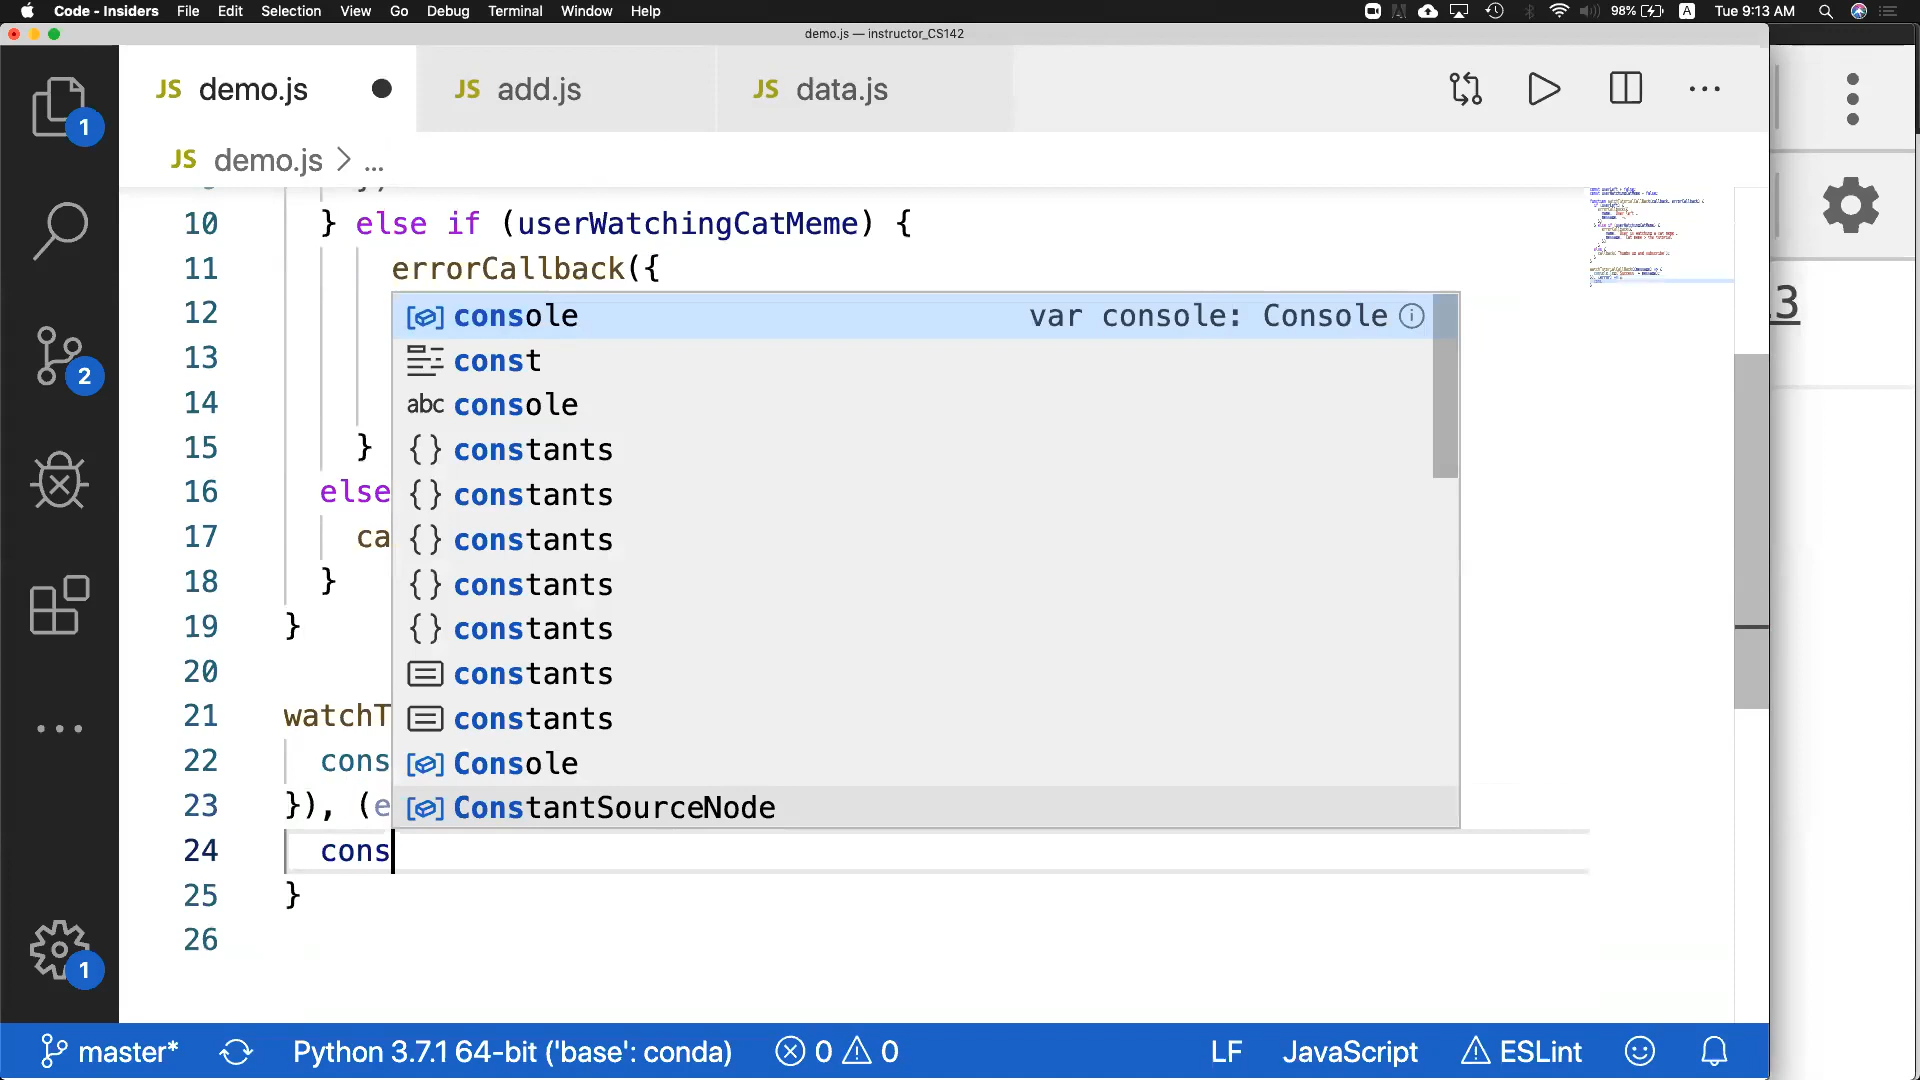 Code - Insiders File Edit Selection View Go Debug Terminal Window Help 98% A Tue 9:13 AM
demo.js — instructor_CS142
JS demo.js JS add.js JS data.js
JS demo.js > ...
10 } else if (userWatchingCatMeme) {
11 errorCallback({
12 console var console: Console
13 const
14 abc console
constants
15 }
constants
16 else
constants
17 ca
constants
18 }
constants
19 }
constants
20
constants
21 watchT
22 cons
Console
23 }), (e
ConstantSourceNode
24 cons
25 }
26
1
2
1
3
master* Python 3.7.1 64-bit ('base': conda) 0 0 LF JavaScript ESLint